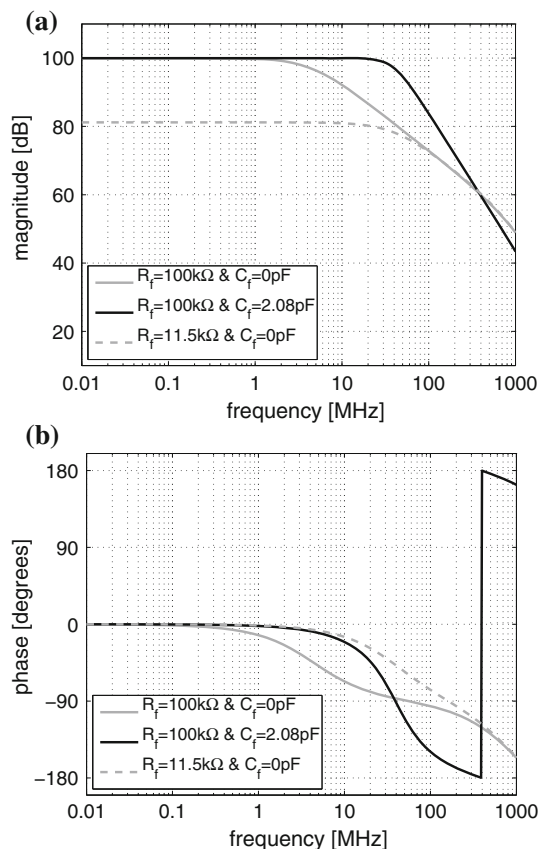 (a)
magnitude [dB]
100
80
60
40
20
R_f=100kΩ & C_f=0pF
R_f=100kΩ & C_f=2.08pF
R_f=11.5kΩ & C_f=0pF
0.01 0.1 1 10 100 1000
frequency [MHz]
(b)
phase [degrees]
180
90
0
−90
−180
R_f=100kΩ & C_f=0pF
R_f=100kΩ & C_f=2.08pF
R_f=11.5kΩ & C_f=0pF
0.01 0.1 1 10 100 1000
frequency [MHz]